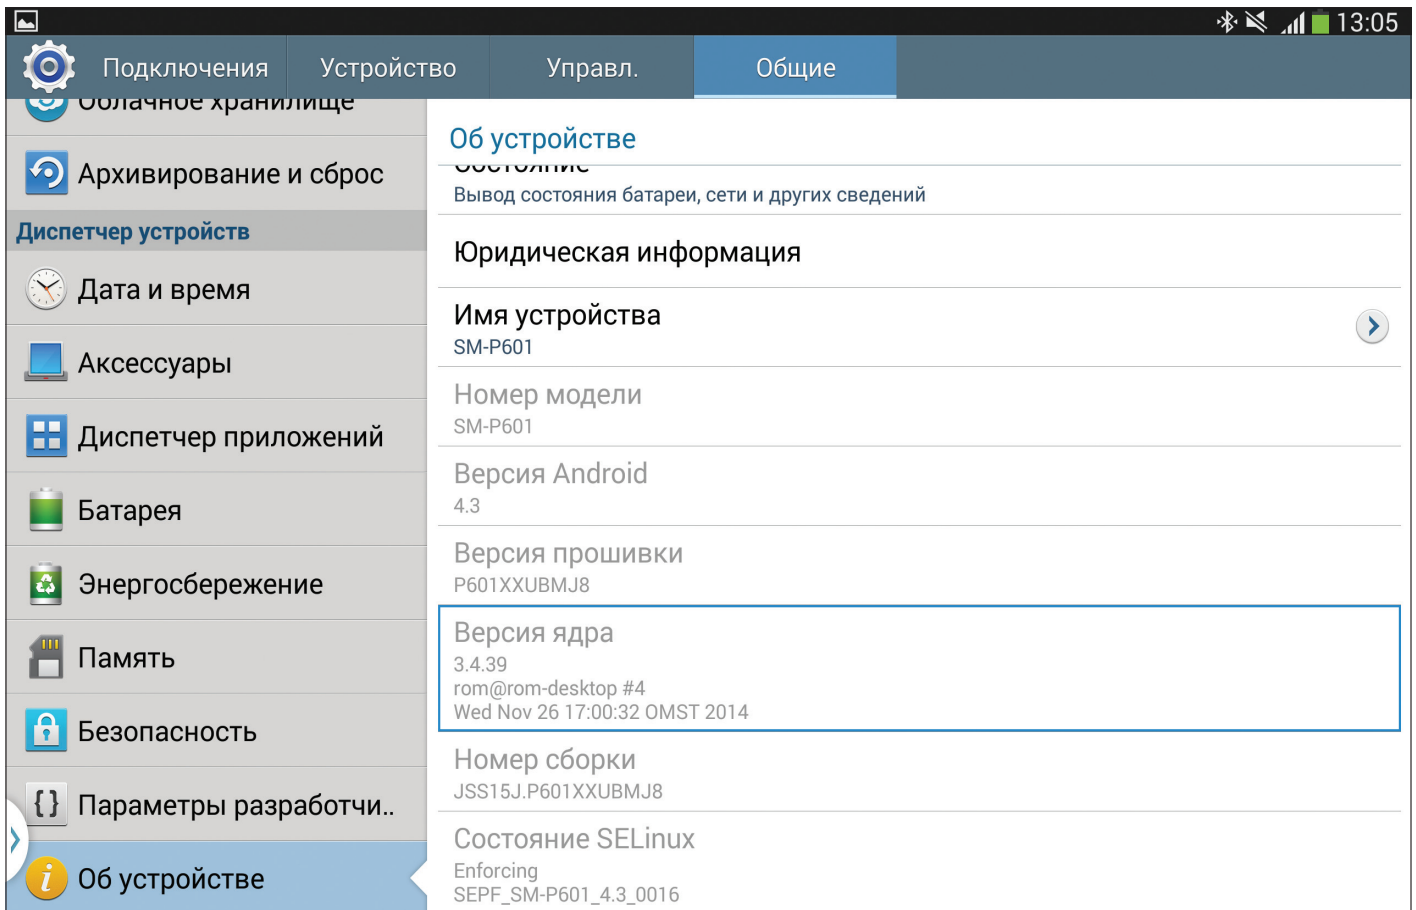 13:05
Подключения
Устройство
Управл.
Общие
Облачное хранилище
Архивирование и сброс
Диспетчер устройств
Дата и время
Аксессуары
Диспетчер приложений
Батарея
Энергосбережение
Память
Безопасность
Параметры разработчи..
Об устройстве
Об устройстве
Состояние
Вывод состояния батареи, сети и других сведений
Юридическая информация
Имя устройства
SM-P601
Номер модели
SM-P601
Версия Android
4.3
Версия прошивки
P601XXUBMJ8
Версия ядра
3.4.39
rom@rom-desktop #4
Wed Nov 26 17:00:32 OMST 2014
Номер сборки
JSS15J.P601XXUBMJ8
Состояние SELinux
Enforcing
SEPF_SM-P601_4.3_0016